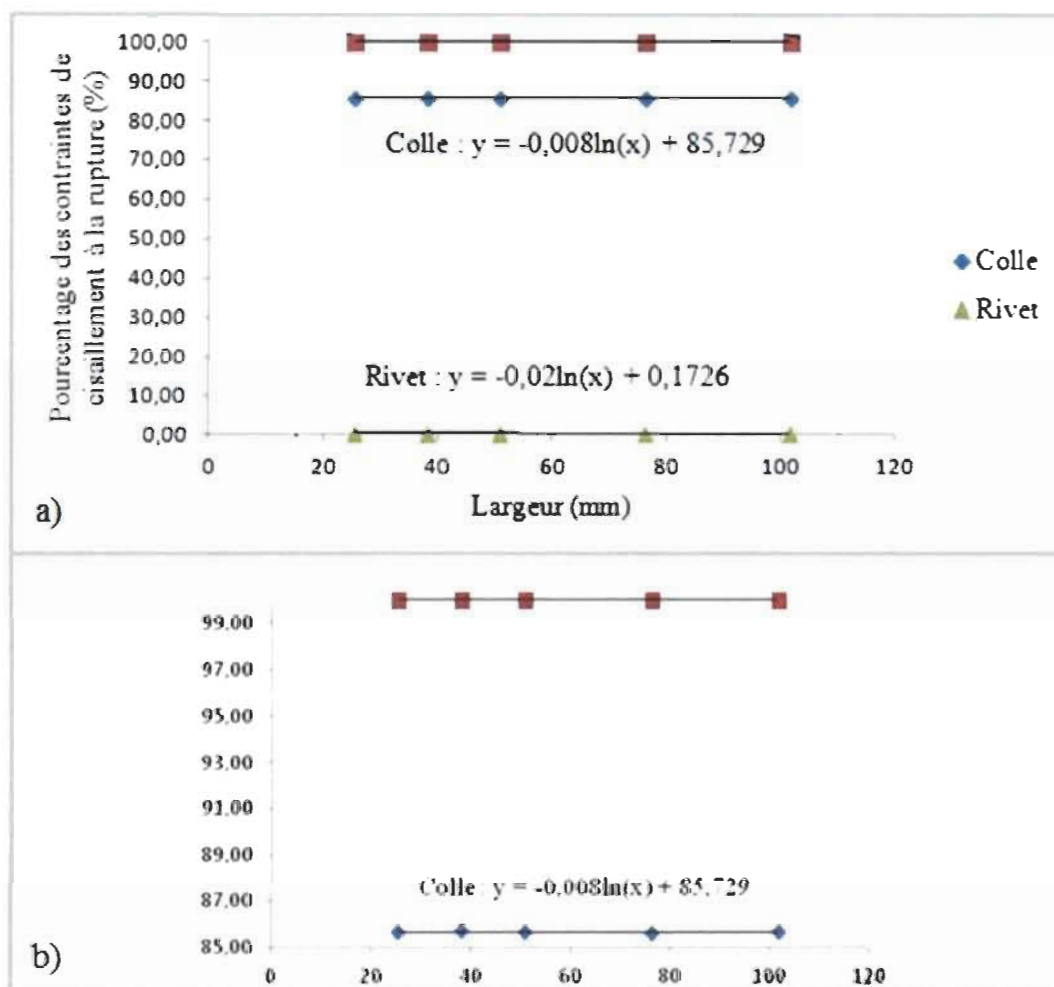 Pourcentage des contraintes de
cisaillement à la rupture (%)
100,00
90,00
80,00
70,00
60,00
50,00
40,00
30,00
20,00
10,00
0,00
Colle : y = -0,008ln(x) + 85,729
Rivet : y = -0,02ln(x) + 0,1726
Colle
Rivet
0 20 40 60 80 100 120
Largeur (mm)
a)
99,00
97,00
95,00
93,00
91,00
89,00
87,00
85,00
Colle : y = -0,008ln(x) + 85,729
0 20 40 60 80 100 120
b)